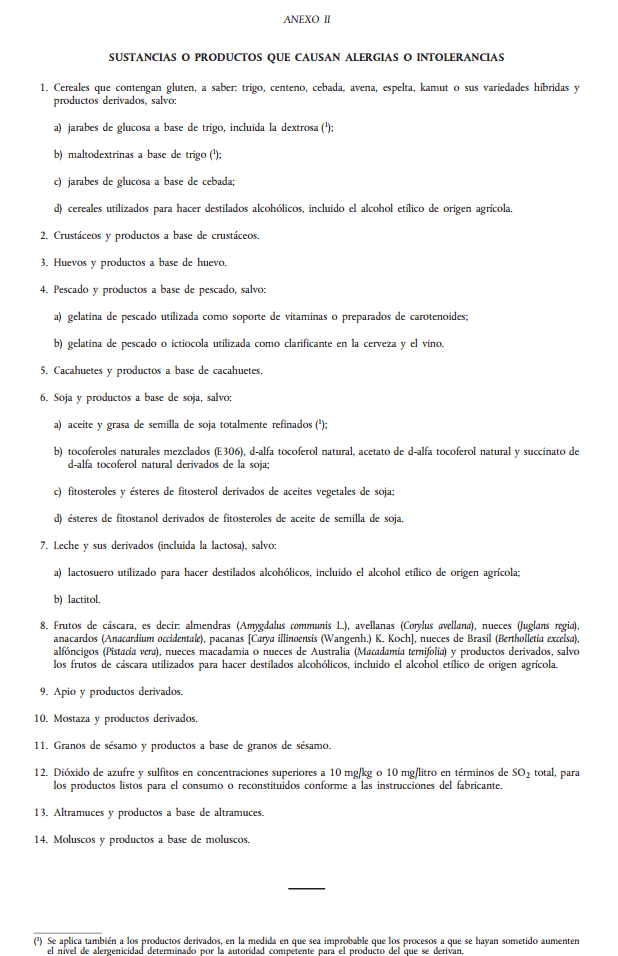 ANEXO II
SUSTANCIAS O PRODUCTOS QUE CAUSAN ALERGIAS O INTOLERANCIAS
1. Cereales que contengan gluten, a saber: trigo, centeno, cebada, avena, espelta, kamut o sus variedades híbridas y
productos derivados, salvo:
a) jarabes de glucosa a base de trigo, incluida la dextrosa (¹);
b) maltodextrinas a base de trigo (¹);
c) jarabes de glucosa a base de cebada;
d) cereales utilizados para hacer destilados alcohólicos, incluido el alcohol etílico de origen agrícola.
2. Crustáceos y productos a base de crustáceos.
3. Huevos y productos a base de huevo.
4. Pescado y productos a base de pescado, salvo:
a) gelatina de pescado utilizada como soporte de vitaminas o preparados de carotenoides;
b) gelatina de pescado o ictiocola utilizada como clarificante en la cerveza y el vino.
5. Cacahuetes y productos a base de cacahuetes.
6. Soja y productos a base de soja, salvo:
a) aceite y grasa de semilla de soja totalmente refinados (¹);
b) tocoferoles naturales mezclados (E306), d-alfa tocoferol natural, acetato de d-alfa tocoferol natural y succinato de
d-alfa tocoferol natural derivados de la soja;
c) fitosteroles y ésteres de fitosterol derivados de aceites vegetales de soja;
d) ésteres de fitostanol derivados de fitosteroles de aceite de semilla de soja.
7. Leche y sus derivados (incluida la lactosa), salvo:
a) lactosuero utilizado para hacer destilados alcohólicos, incluido el alcohol etílico de origen agrícola;
b) lactitol.
8. Frutos de cáscara, es decir: almendras (Amygdalus communis L.), avellanas (Corylus avellana), nueces (Juglans regia),
anacardos (Anacardium occidentale), pacanas [Carya illinoensis (Wangenh.) K. Koch], nueces de Brasil (Bertholletia excelsa),
alfóncigos (Pistacia vera), nueces macadamia o nueces de Australia (Macadamia ternifolia) y productos derivados, salvo
los frutos de cáscara utilizados para hacer destilados alcohólicos, incluido el alcohol etílico de origen agrícola.
9. Apio y productos derivados.
10. Mostaza y productos derivados.
11. Granos de sésamo y productos a base de granos de sésamo.
12. Dióxido de azufre y sulfitos en concentraciones superiores a 10 mg/kg o 10 mg/litro en términos de SO₂ total, para
los productos listos para el consumo o reconstituidos conforme a las instrucciones del fabricante.
13. Altramuces y productos a base de altramuces.
14. Moluscos y productos a base de moluscos.
(¹) Se aplica también a los productos derivados, en la medida en que sea improbable que los procesos a que se hayan sometido aumenten
el nivel de alergenicidad determinado por la autoridad competente para el producto del que se derivan.